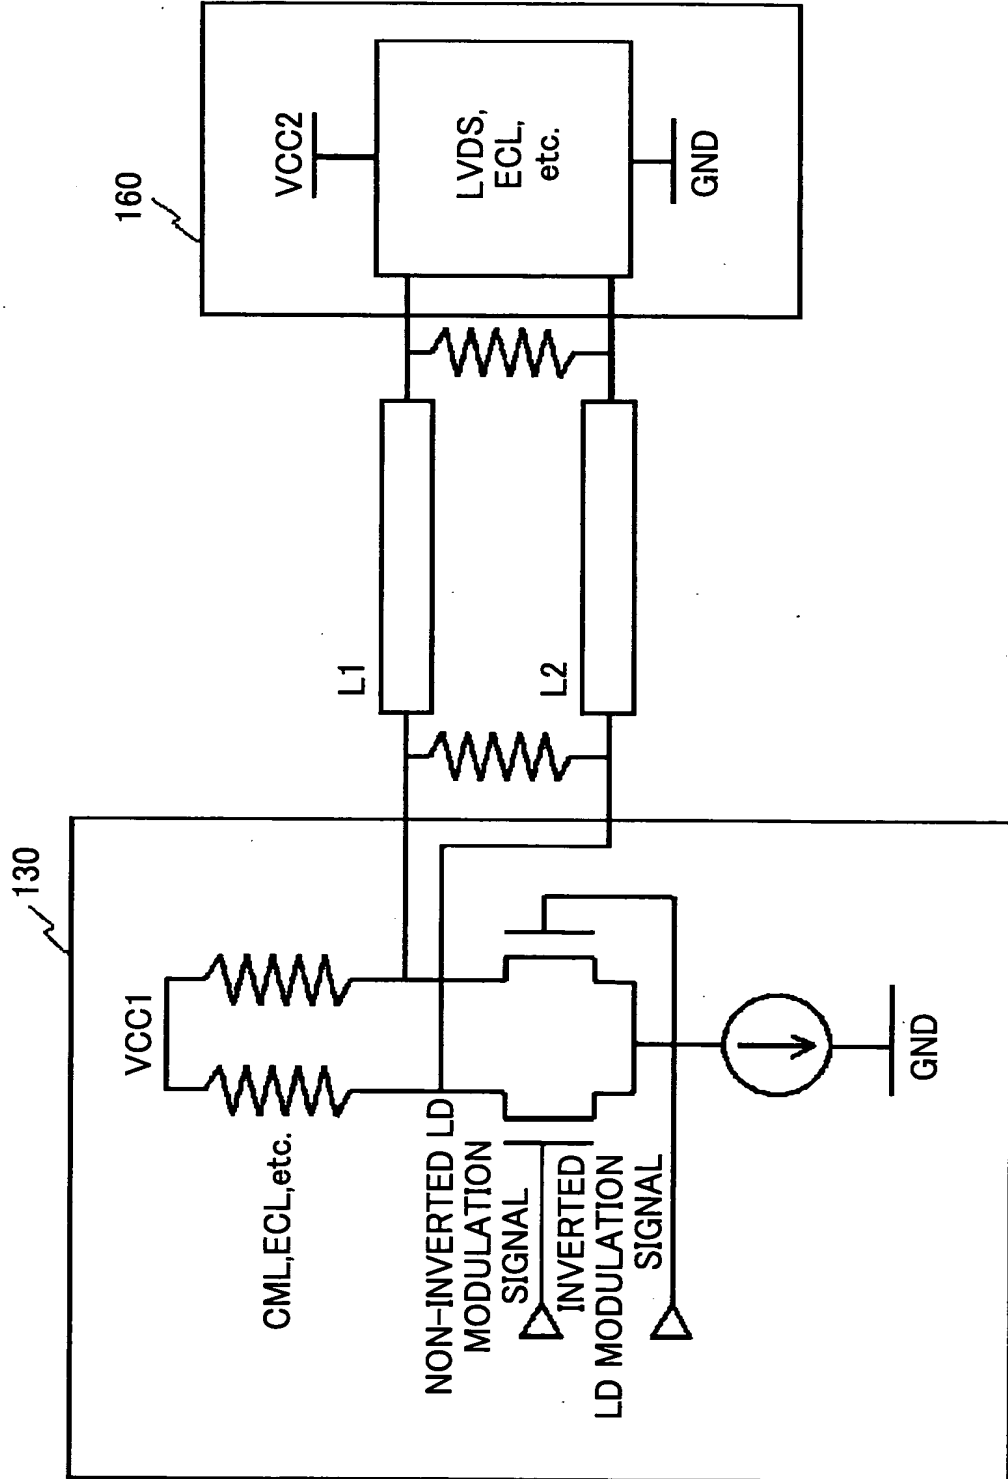 130
VCC1
CML,ECL,etc.
NON-INVERTED LD
MODULATION
SIGNAL
INVERTED
LD MODULATION
SIGNAL
GND
L1
L2
160
VCC2
LVDS,
ECL,
etc.
GND